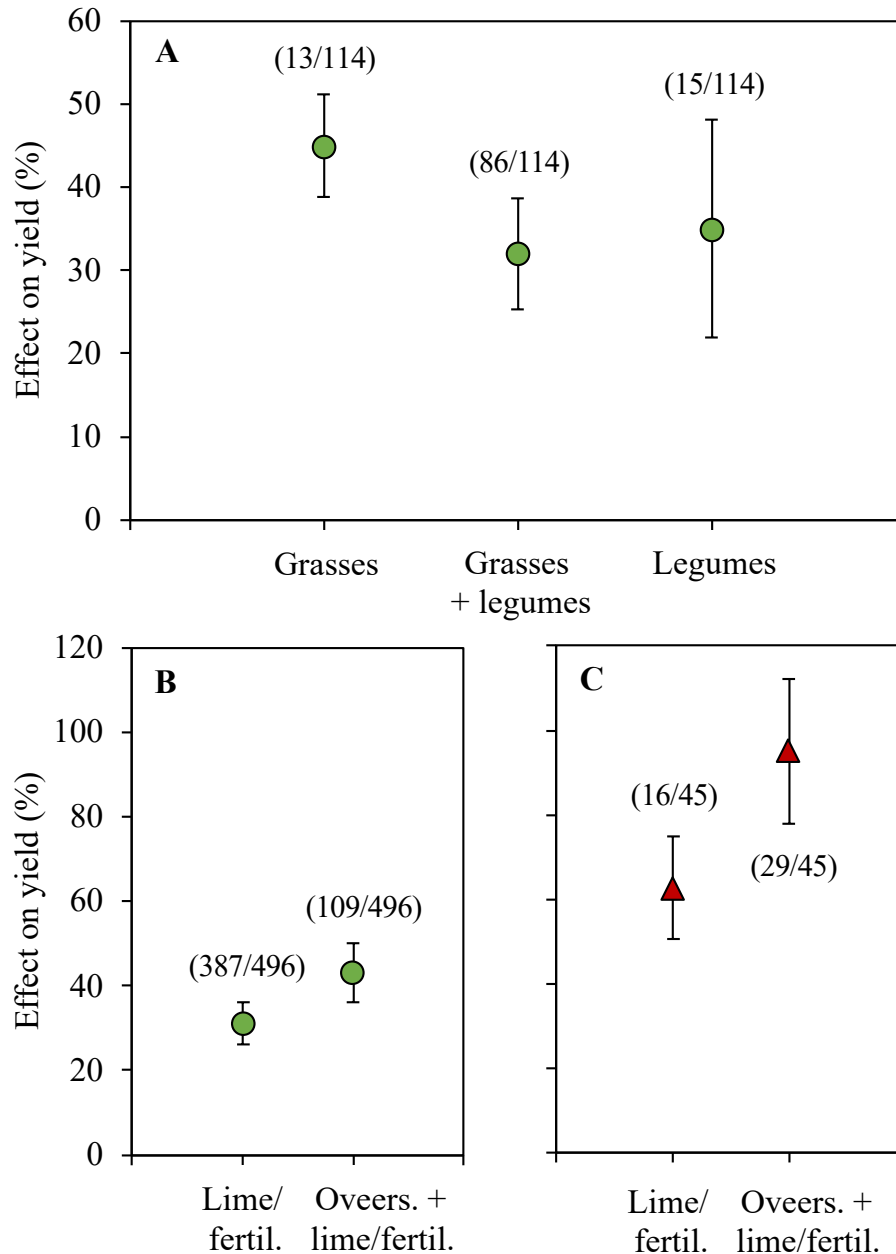 60
A
(13/114)
(15/114)
50
(86/114)
40
30
20
10
0
Effect on yield (%)
Grasses
Grasses
+ legumes
Legumes
120
B
C
100
(16/45)
80
(29/45)
60
(109/496)
(387/496)
40
20
0
Effect on yield (%)
Lime/
fertil.
Oveers. +
lime/fertil.
Lime/
fertil.
Oveers. +
lime/fertil.